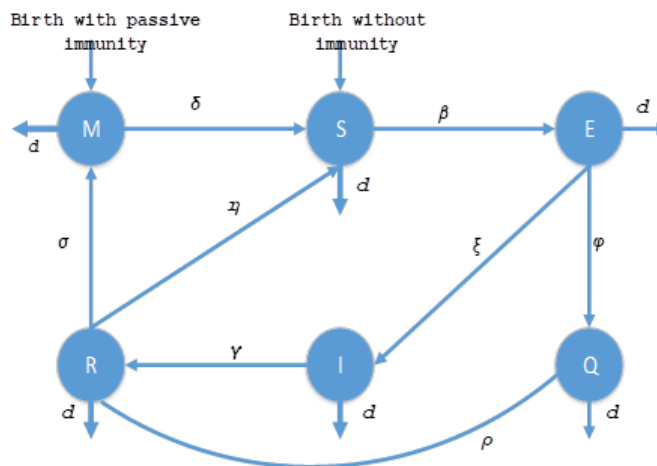 Birth with passive
immunity
Birth without
immunity
M
δ
S
β
E
d
d
d
η
σ
ξ
φ
R
γ
I
Q
d
d
d
ρ